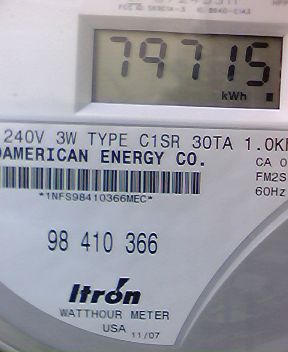 79715
kWh
240V 3W TYPE C1SR 30TA 1.0
AMERICAN ENERGY CO.
CA 0
*1NFS98410366MEC*
FM2S
60Hz
98 410 366
Itron
WATTHOUR METER
USA 11/07